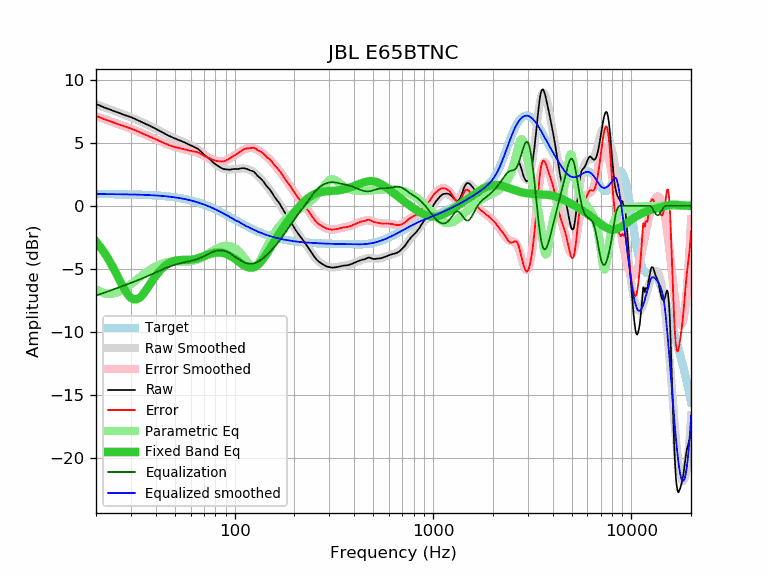 JBL E65BTNC
Amplitude (dBr)
10
5
0
−5
−10
−15
−20
Target
Raw Smoothed
Error Smoothed
Raw
Error
Parametric Eq
Fixed Band Eq
Equalization
Equalized smoothed
100
1000
10000
Frequency (Hz)